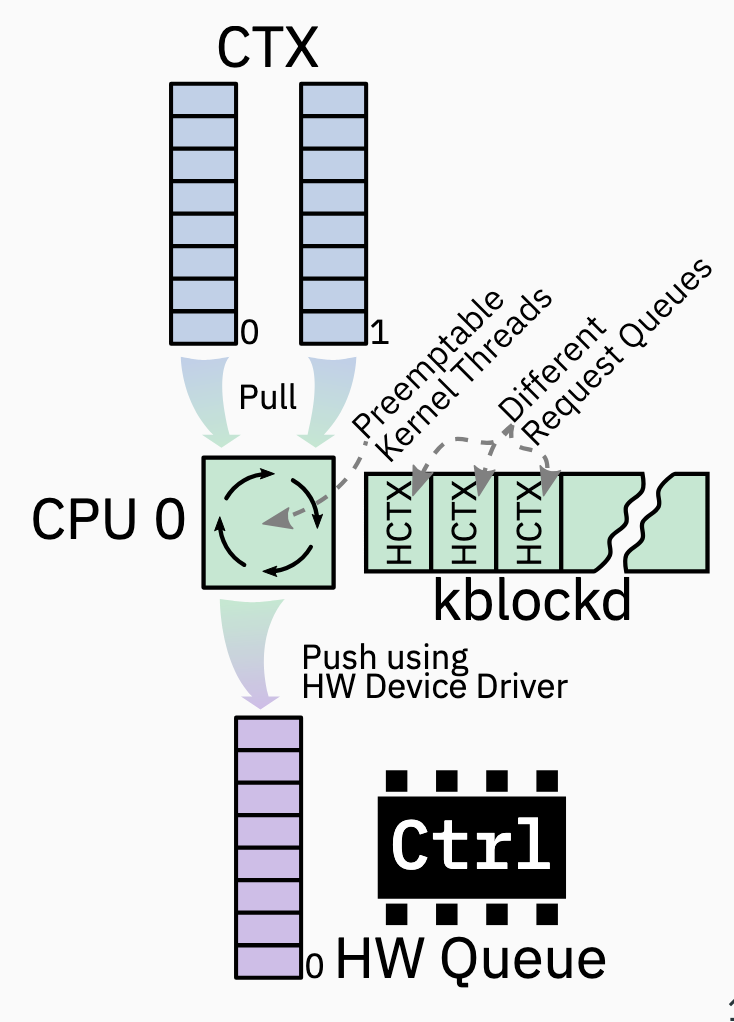 CTX
0
1
Pull
Preemptable
Kernel Threads
Different
Request Queues
CPU 0
HCTX
HCTX
HCTX
kblockd
Push using
HW Device Driver
Ctrl
0
HW Queue